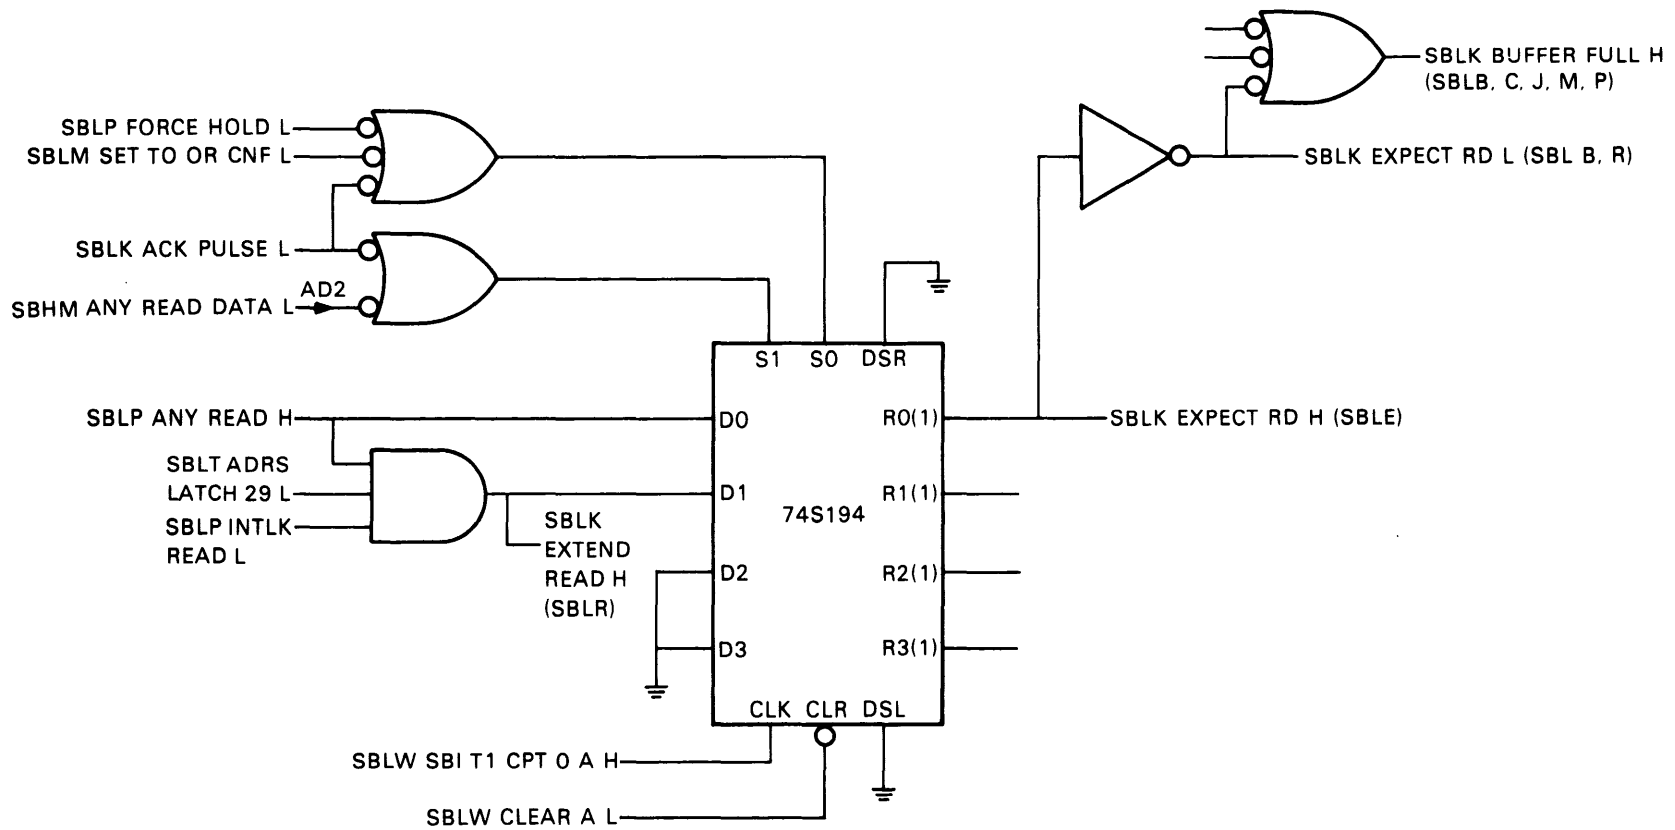 SBLK BUFFER FULL H
(SBLB, C, J, M, P)
SBLP FORCE HOLD L
SBLM SET TO OR CNF L
SBLK EXPECT RD L (SBL B, R)
SBLK ACK PULSE L
AD2
SBHM ANY READ DATA L
S1 S0 DSR
SBLP ANY READ H
D0
R0(1)
SBLK EXPECT RD H (SBLE)
SBLT ADRS
LATCH 29 L
D1
R1(1)
SBLP INTLK
READ L
74S194
SBLK
EXTEND
READ H
(SBLR)
D2
R2(1)
D3
R3(1)
CLK CLR DSL
SBLW SBI T1 CPT 0 A H
SBLW CLEAR A L